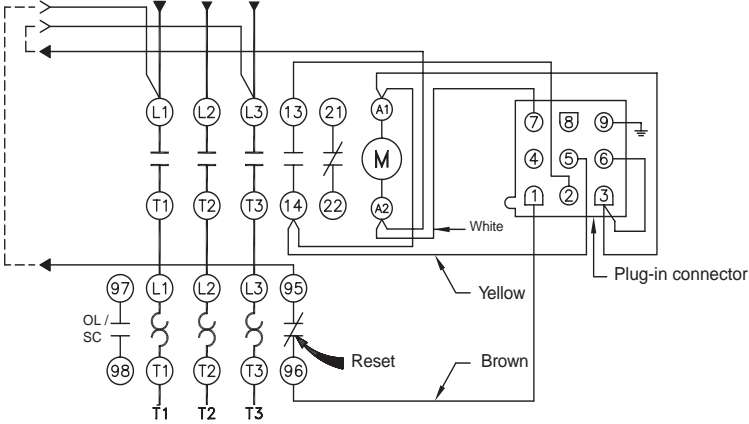 L1 L2 L3 13 21 A1
7 8 9
M
4 5 6
T1 T2 T3 14 22 A2
1 2 3
White
Plug-in connector
97 L1 L2 L3 95
Yellow
OL /
SC
98 T1 T2 T3 96
Reset
Brown
T1 T2 T3